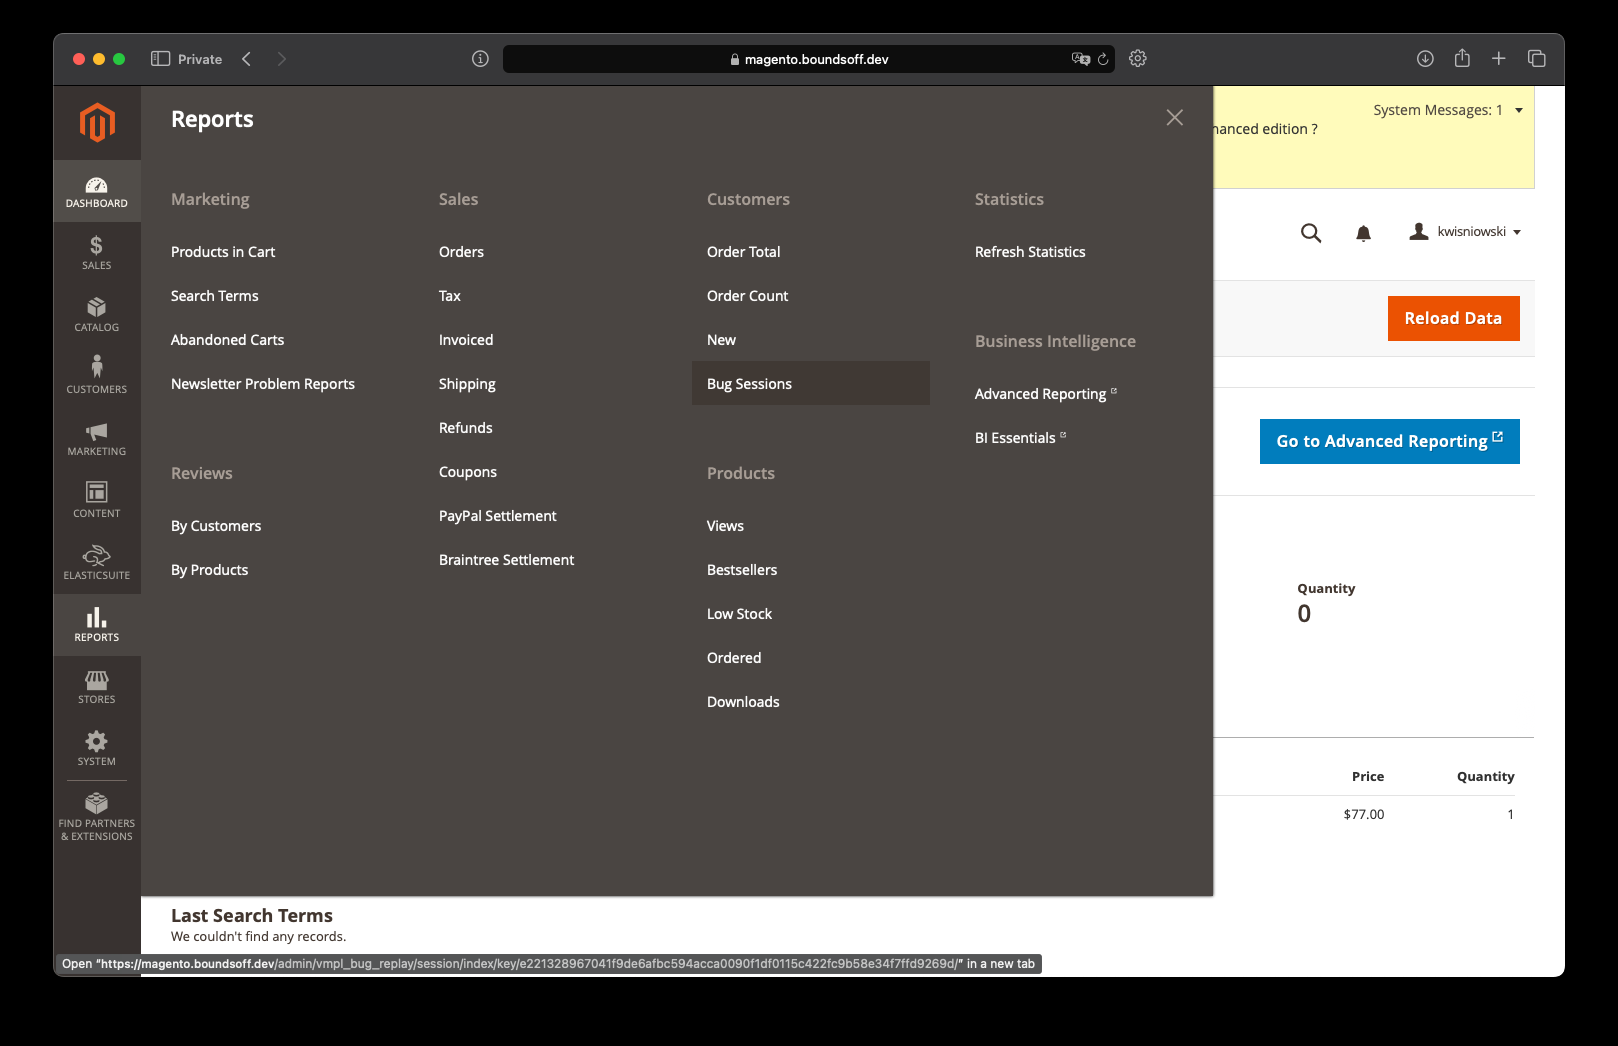 Private
magento.boundsoff.dev
DASHBOARD
SALES
CATALOG
CUSTOMERS
MARKETING
CONTENT
ELASTICSUITE
REPORTS
STORES
SYSTEM
FIND PARTNERS
& EXTENSIONS
Reports
Marketing
Products in Cart
Search Terms
Abandoned Carts
Newsletter Problem Reports
Reviews
By Customers
By Products
Sales
Orders
Tax
Invoiced
Shipping
Refunds
Coupons
PayPal Settlement
Braintree Settlement
Customers
Order Total
Order Count
New
Bug Sessions
Products
Views
Bestsellers
Low Stock
Ordered
Downloads
Statistics
Refresh Statistics
Business Intelligence
Advanced Reporting
BI Essentials
System Messages: 1
edition ?
kwisniowski
Reload Data
Go to Advanced Reporting
Quantity
0
Price Quantity
$77.00 1
Last Search Terms
We couldn't find any records.
Open "https://magento.boundsoff.dev/admin/vmpl_bug_replay/session/index/key/e221328967041f9de6afbc594acca0090f1df0115c422fc9b58e34f7ffd9269d/" in a new tab